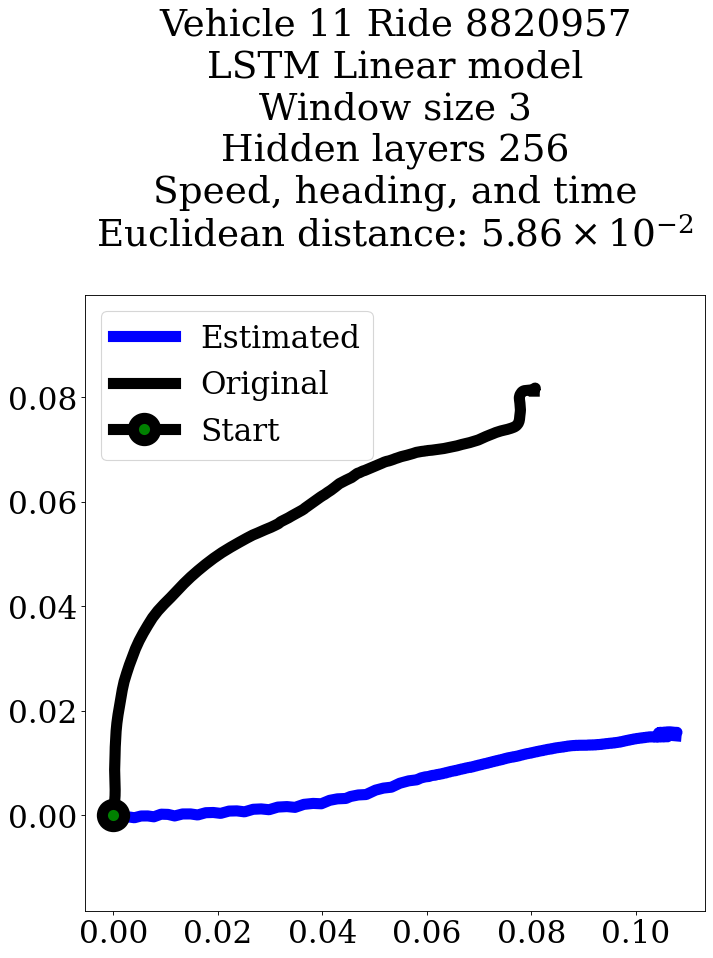 Vehicle 11 Ride 8820957
LSTM Linear model
Window size 3
Hidden layers 256
Speed, heading, and time
Euclidean distance: 5.86 × 10⁻²
Estimated
Original
Start
0.08
0.06
0.04
0.02
0.00
0.00 0.02 0.04 0.06 0.08 0.10